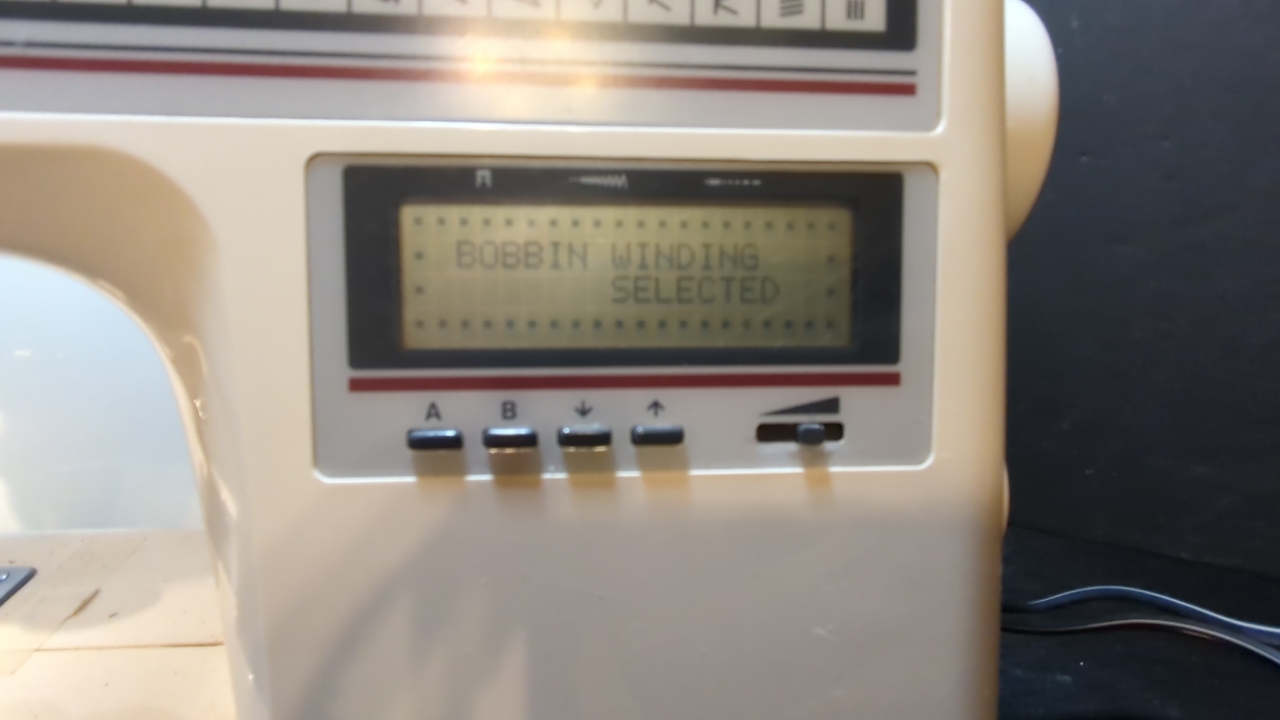 BOBBIN WINDING
SELECTED
A B ↓ ↑